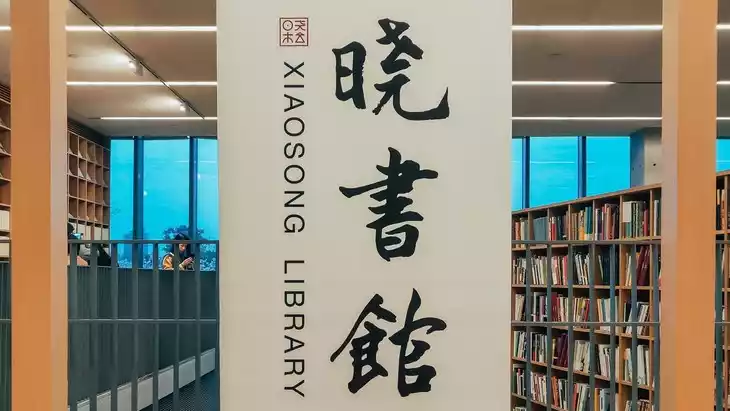 晓書館
XIAOSONG LIBRARY